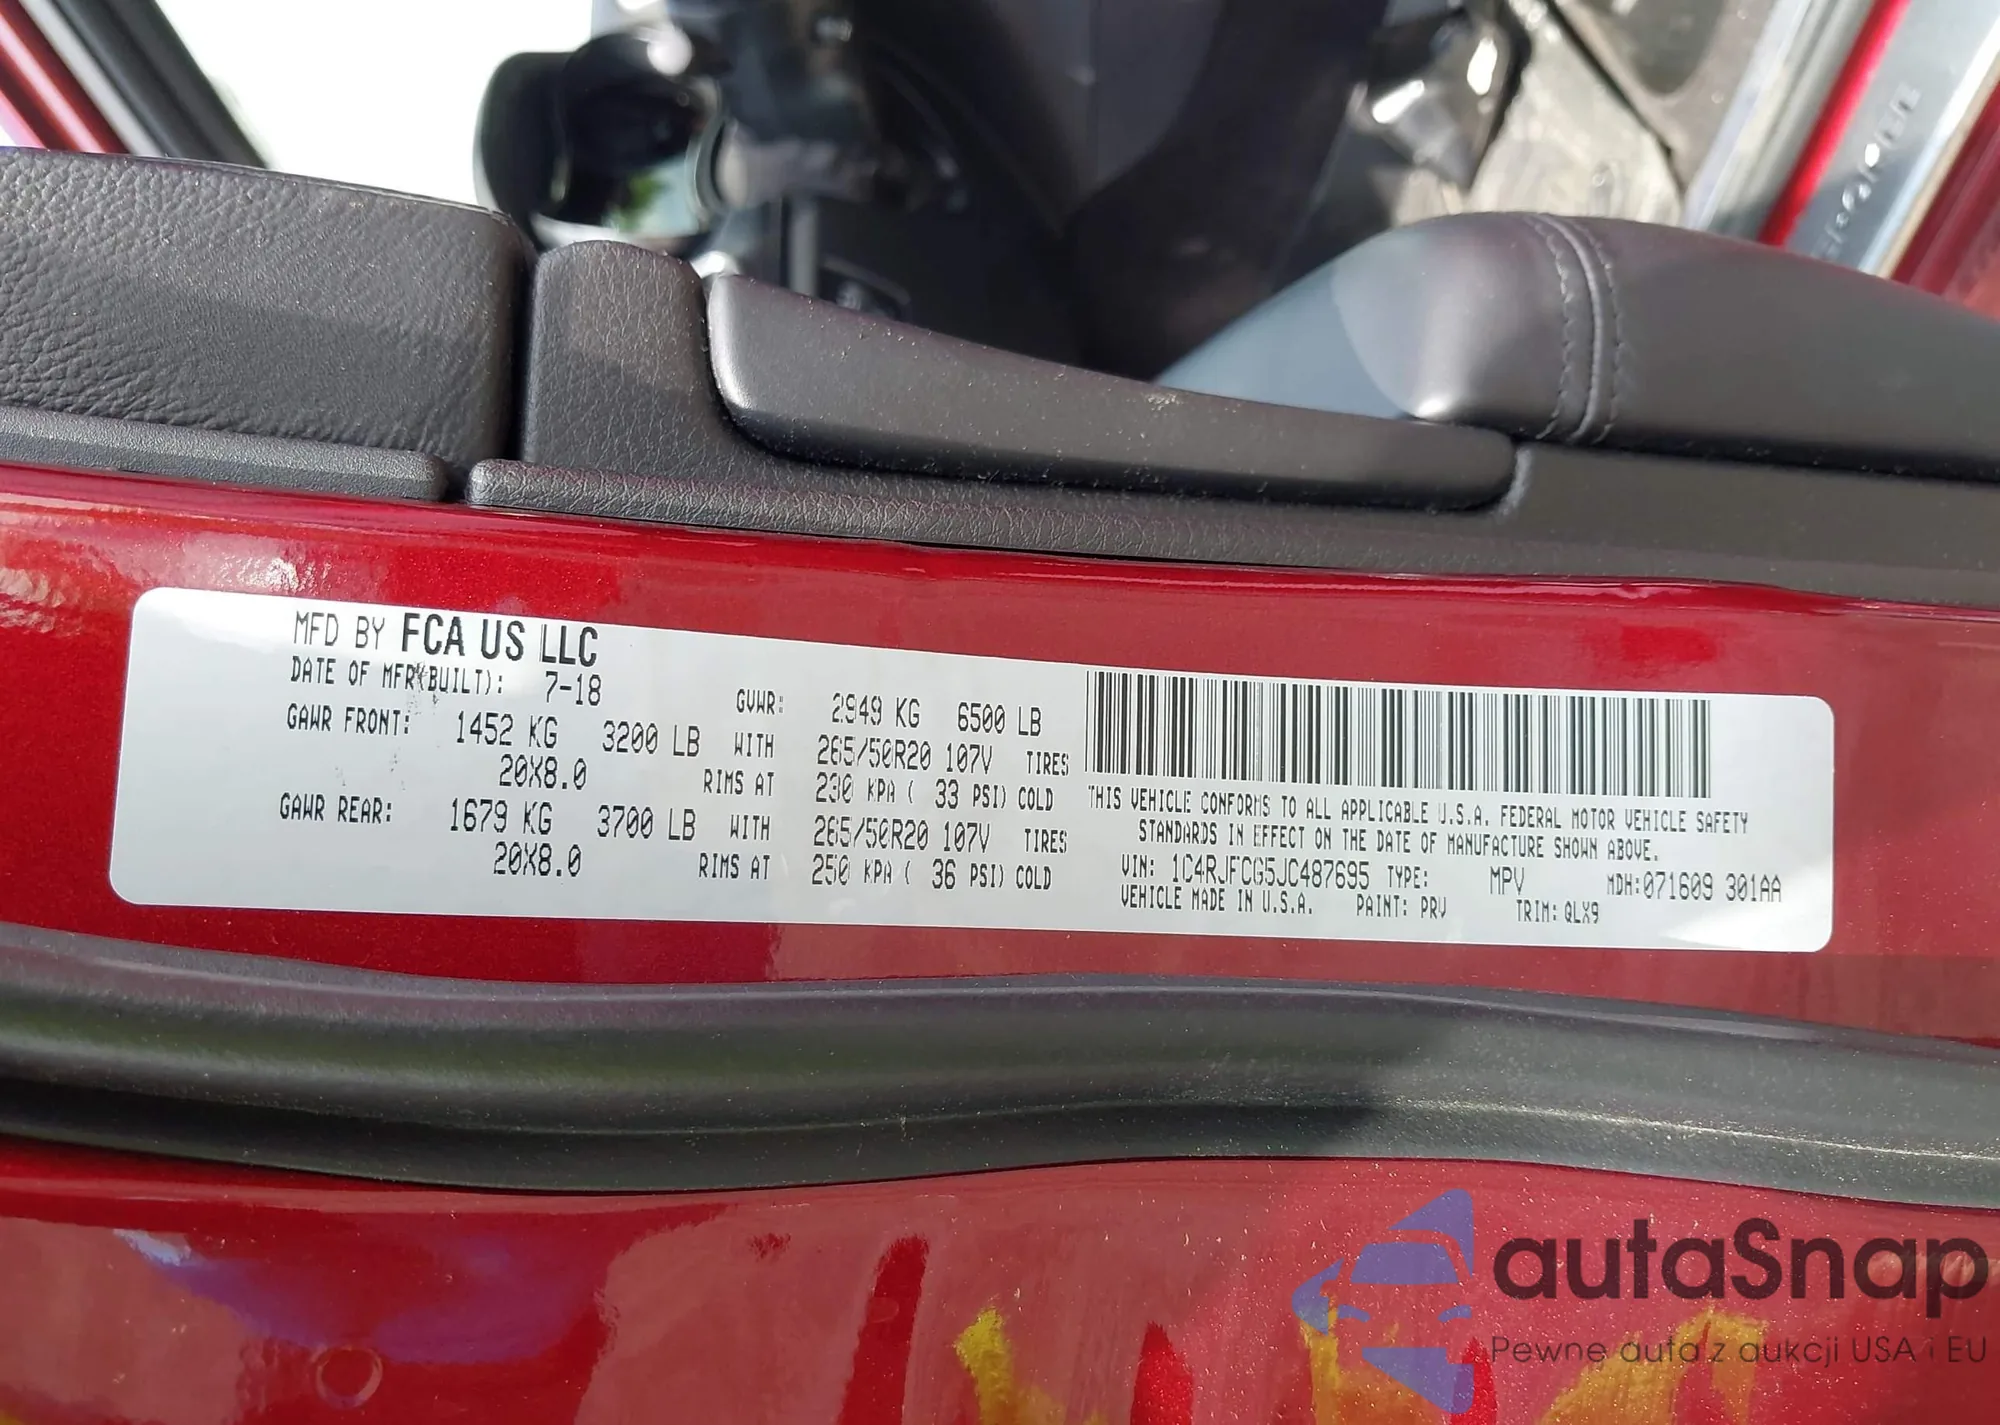 MFD BY FCA US LLC
DATE OF MFR(BUILT): 7-18 GVWR: 2949 KG 6500 LB
GAWR FRONT: 1452 KG 3200 LB WITH 265/50R20 107V TIRES
20X8.0 RIMS AT 230 KPA ( 33 PSI) COLD
GAWR REAR: 1679 KG 3700 LB WITH 265/50R20 107V TIRES
20X8.0 RIMS AT 250 KPA ( 36 PSI) COLD
THIS VEHICLE CONFORMS TO ALL APPLICABLE U.S.A. FEDERAL MOTOR VEHICLE SAFETY
STANDARDS IN EFFECT ON THE DATE OF MANUFACTURE SHOWN ABOVE.
VIN: 1C4RJFCG5JC487695 TYPE: MPV MDH:071609 301AA
VEHICLE MADE IN U.S.A. PAINT: PRV TRIM: QLX9
autaSnap
Pewne auta z aukcji USA i EU